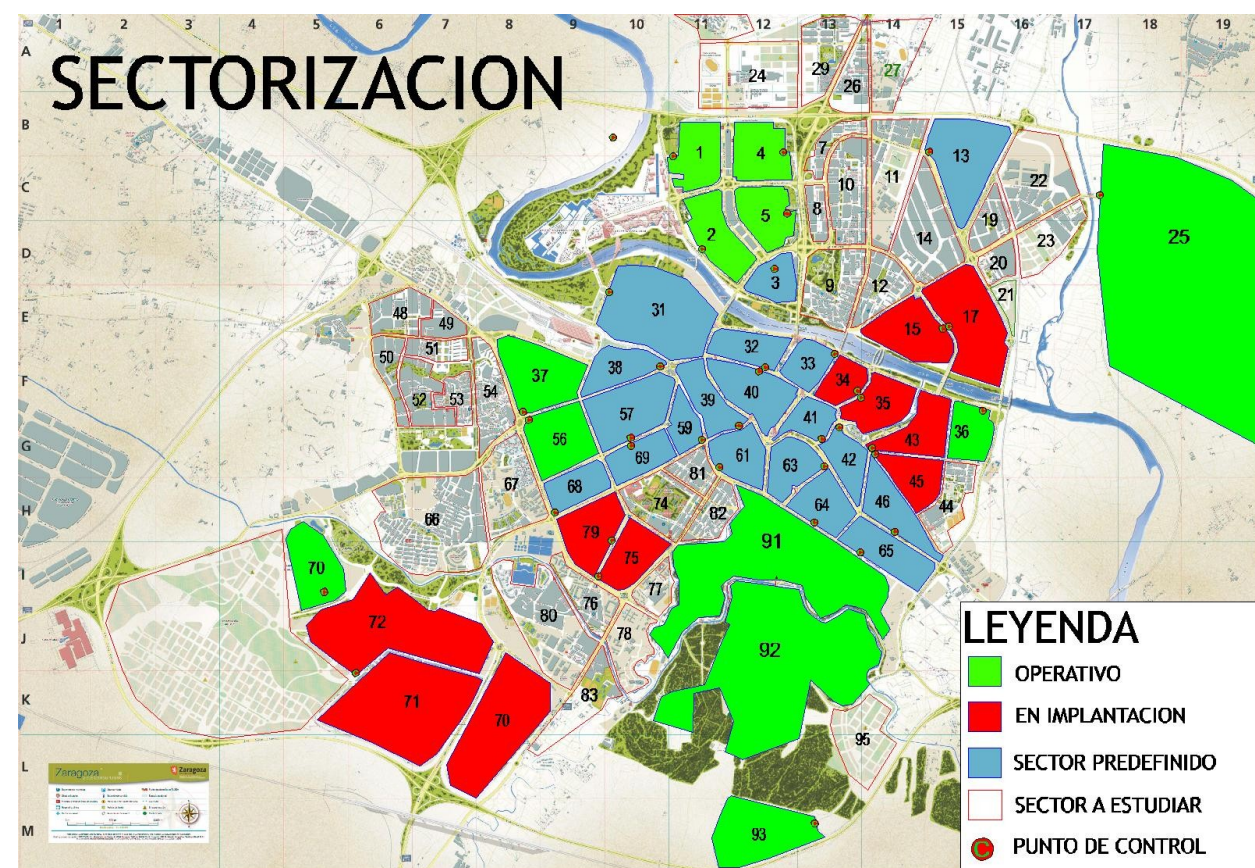 1 2 3 4 5 6 7 8 9 10 11 12 13 14 15 16 17 18 19
SECTORIZACION
A
24 29 26 27
B
1 4 7 10 11 13 22
C
2 5 8 14 19 23 25
D
3 9 12 20 21
E
48 49 31 15 17
51 32 33
50 37 38 34
F
52 53 54 40 39 35
57 41 36
G
56 59 43
69 61 63 42
67 81 45
68 74 46 44
H
66 79 82 64
75 91 65
I
70 77
76
80 78
J
72 92
K
71 70 83
95
L
Zaragoza
Zaragoza
M
93
LEYENDA
OPERATIVO
EN IMPLANTACION
SECTOR PREDEFINIDO
SECTOR A ESTUDIAR
C PUNTO DE CONTROL